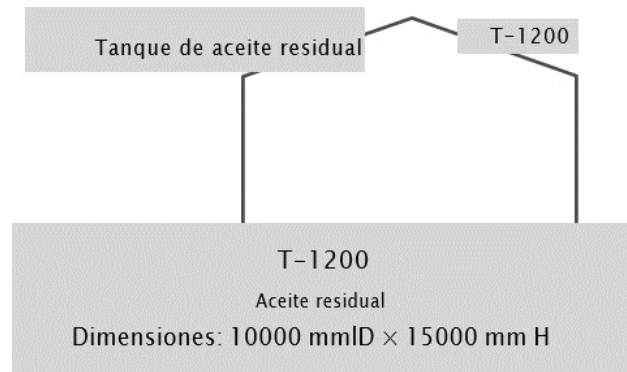 Tanque de aceite residual
T-1200
T-1200
Aceite residual
Dimensiones: 10000 mmID × 15000 mm H